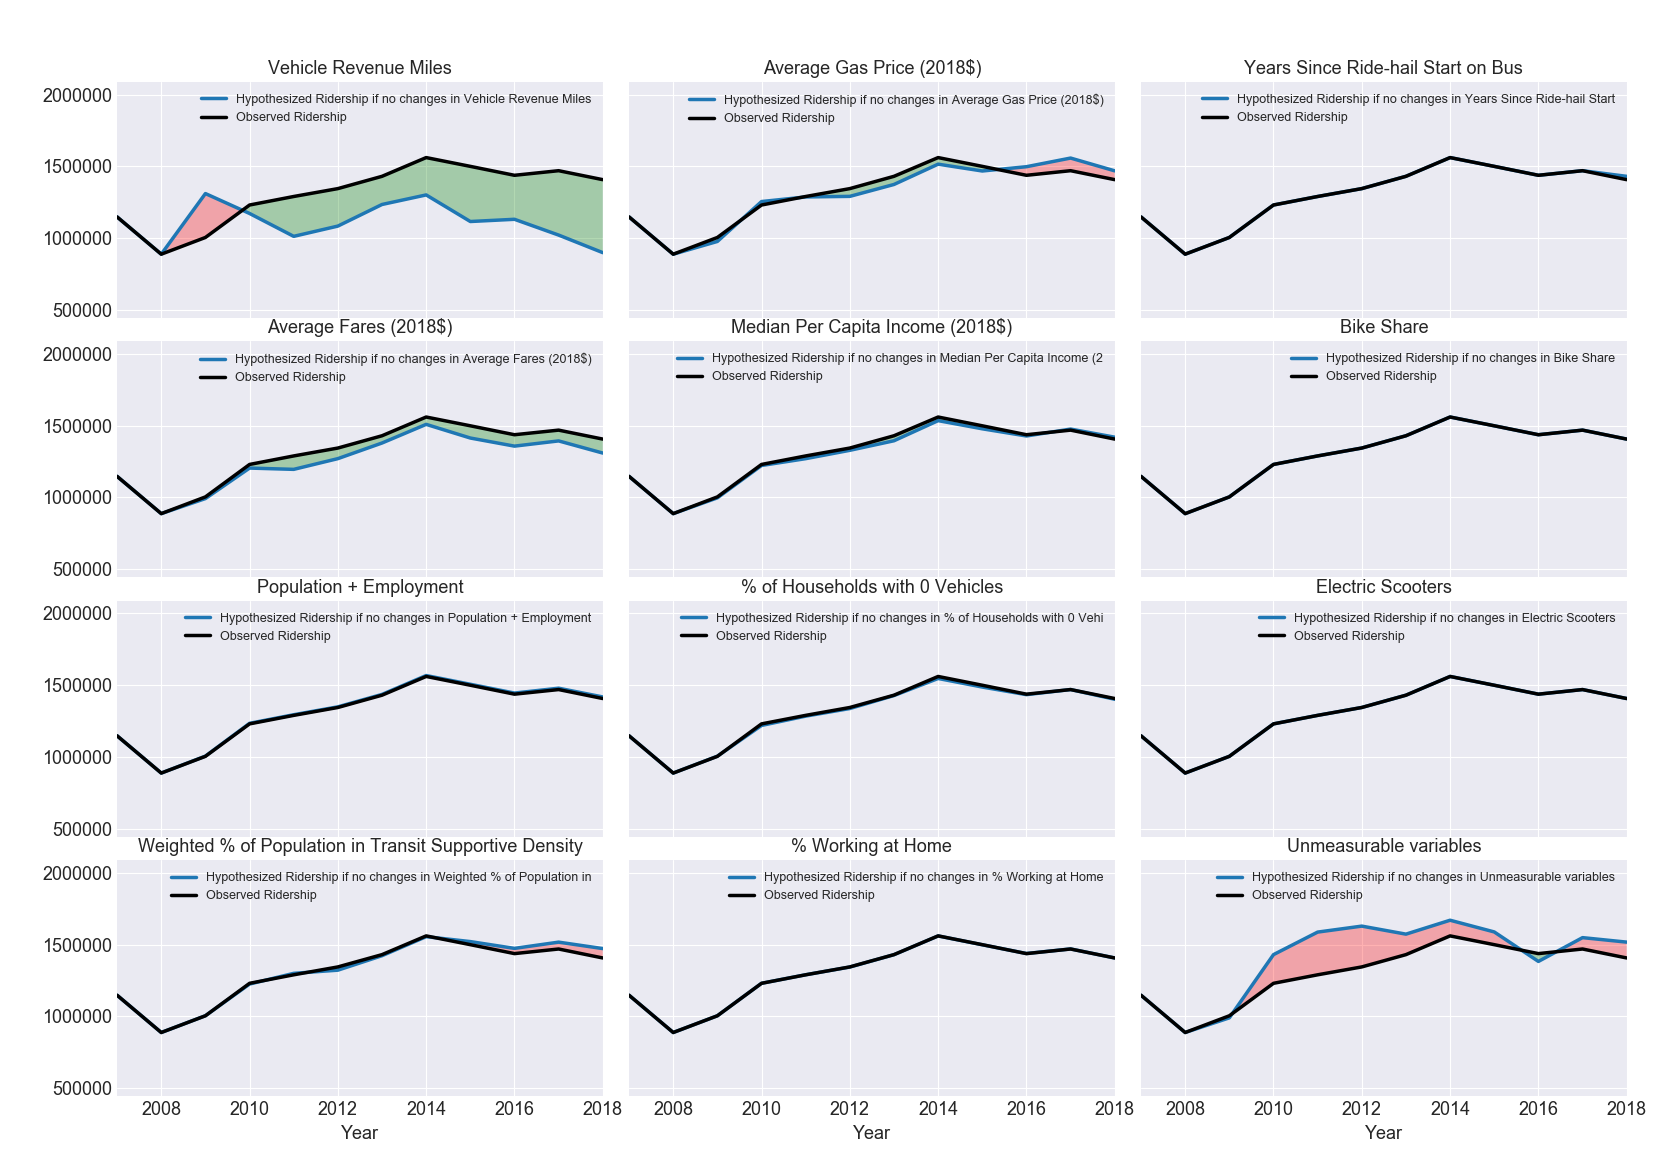 Vehicle Revenue Miles
2000000
1500000
1000000
500000
Hypothesized Ridership if no changes in Vehicle Revenue Miles
Observed Ridership
Average Gas Price (2018$)
Hypothesized Ridership if no changes in Average Gas Price (2018$)
Observed Ridership
Years Since Ride-hail Start on Bus
Hypothesized Ridership if no changes in Years Since Ride-hail Start
Observed Ridership
Average Fares (2018$)
2000000
1500000
1000000
500000
Hypothesized Ridership if no changes in Average Fares (2018$)
Observed Ridership
Median Per Capita Income (2018$)
Hypothesized Ridership if no changes in Median Per Capita Income (2
Observed Ridership
Bike Share
Hypothesized Ridership if no changes in Bike Share
Observed Ridership
Population + Employment
2000000
1500000
1000000
500000
Hypothesized Ridership if no changes in Population + Employment
Observed Ridership
% of Households with 0 Vehicles
Hypothesized Ridership if no changes in % of Households with 0 Vehi
Observed Ridership
Electric Scooters
Hypothesized Ridership if no changes in Electric Scooters
Observed Ridership
Weighted % of Population in Transit Supportive Density
2000000
1500000
1000000
500000
Hypothesized Ridership if no changes in Weighted % of Population in
Observed Ridership
2008 2010 2012 2014 2016 2018
Year
% Working at Home
Hypothesized Ridership if no changes in % Working at Home
Observed Ridership
2008 2010 2012 2014 2016 2018
Year
Unmeasurable variables
Hypothesized Ridership if no changes in Unmeasurable variables
Observed Ridership
2008 2010 2012 2014 2016 2018
Year